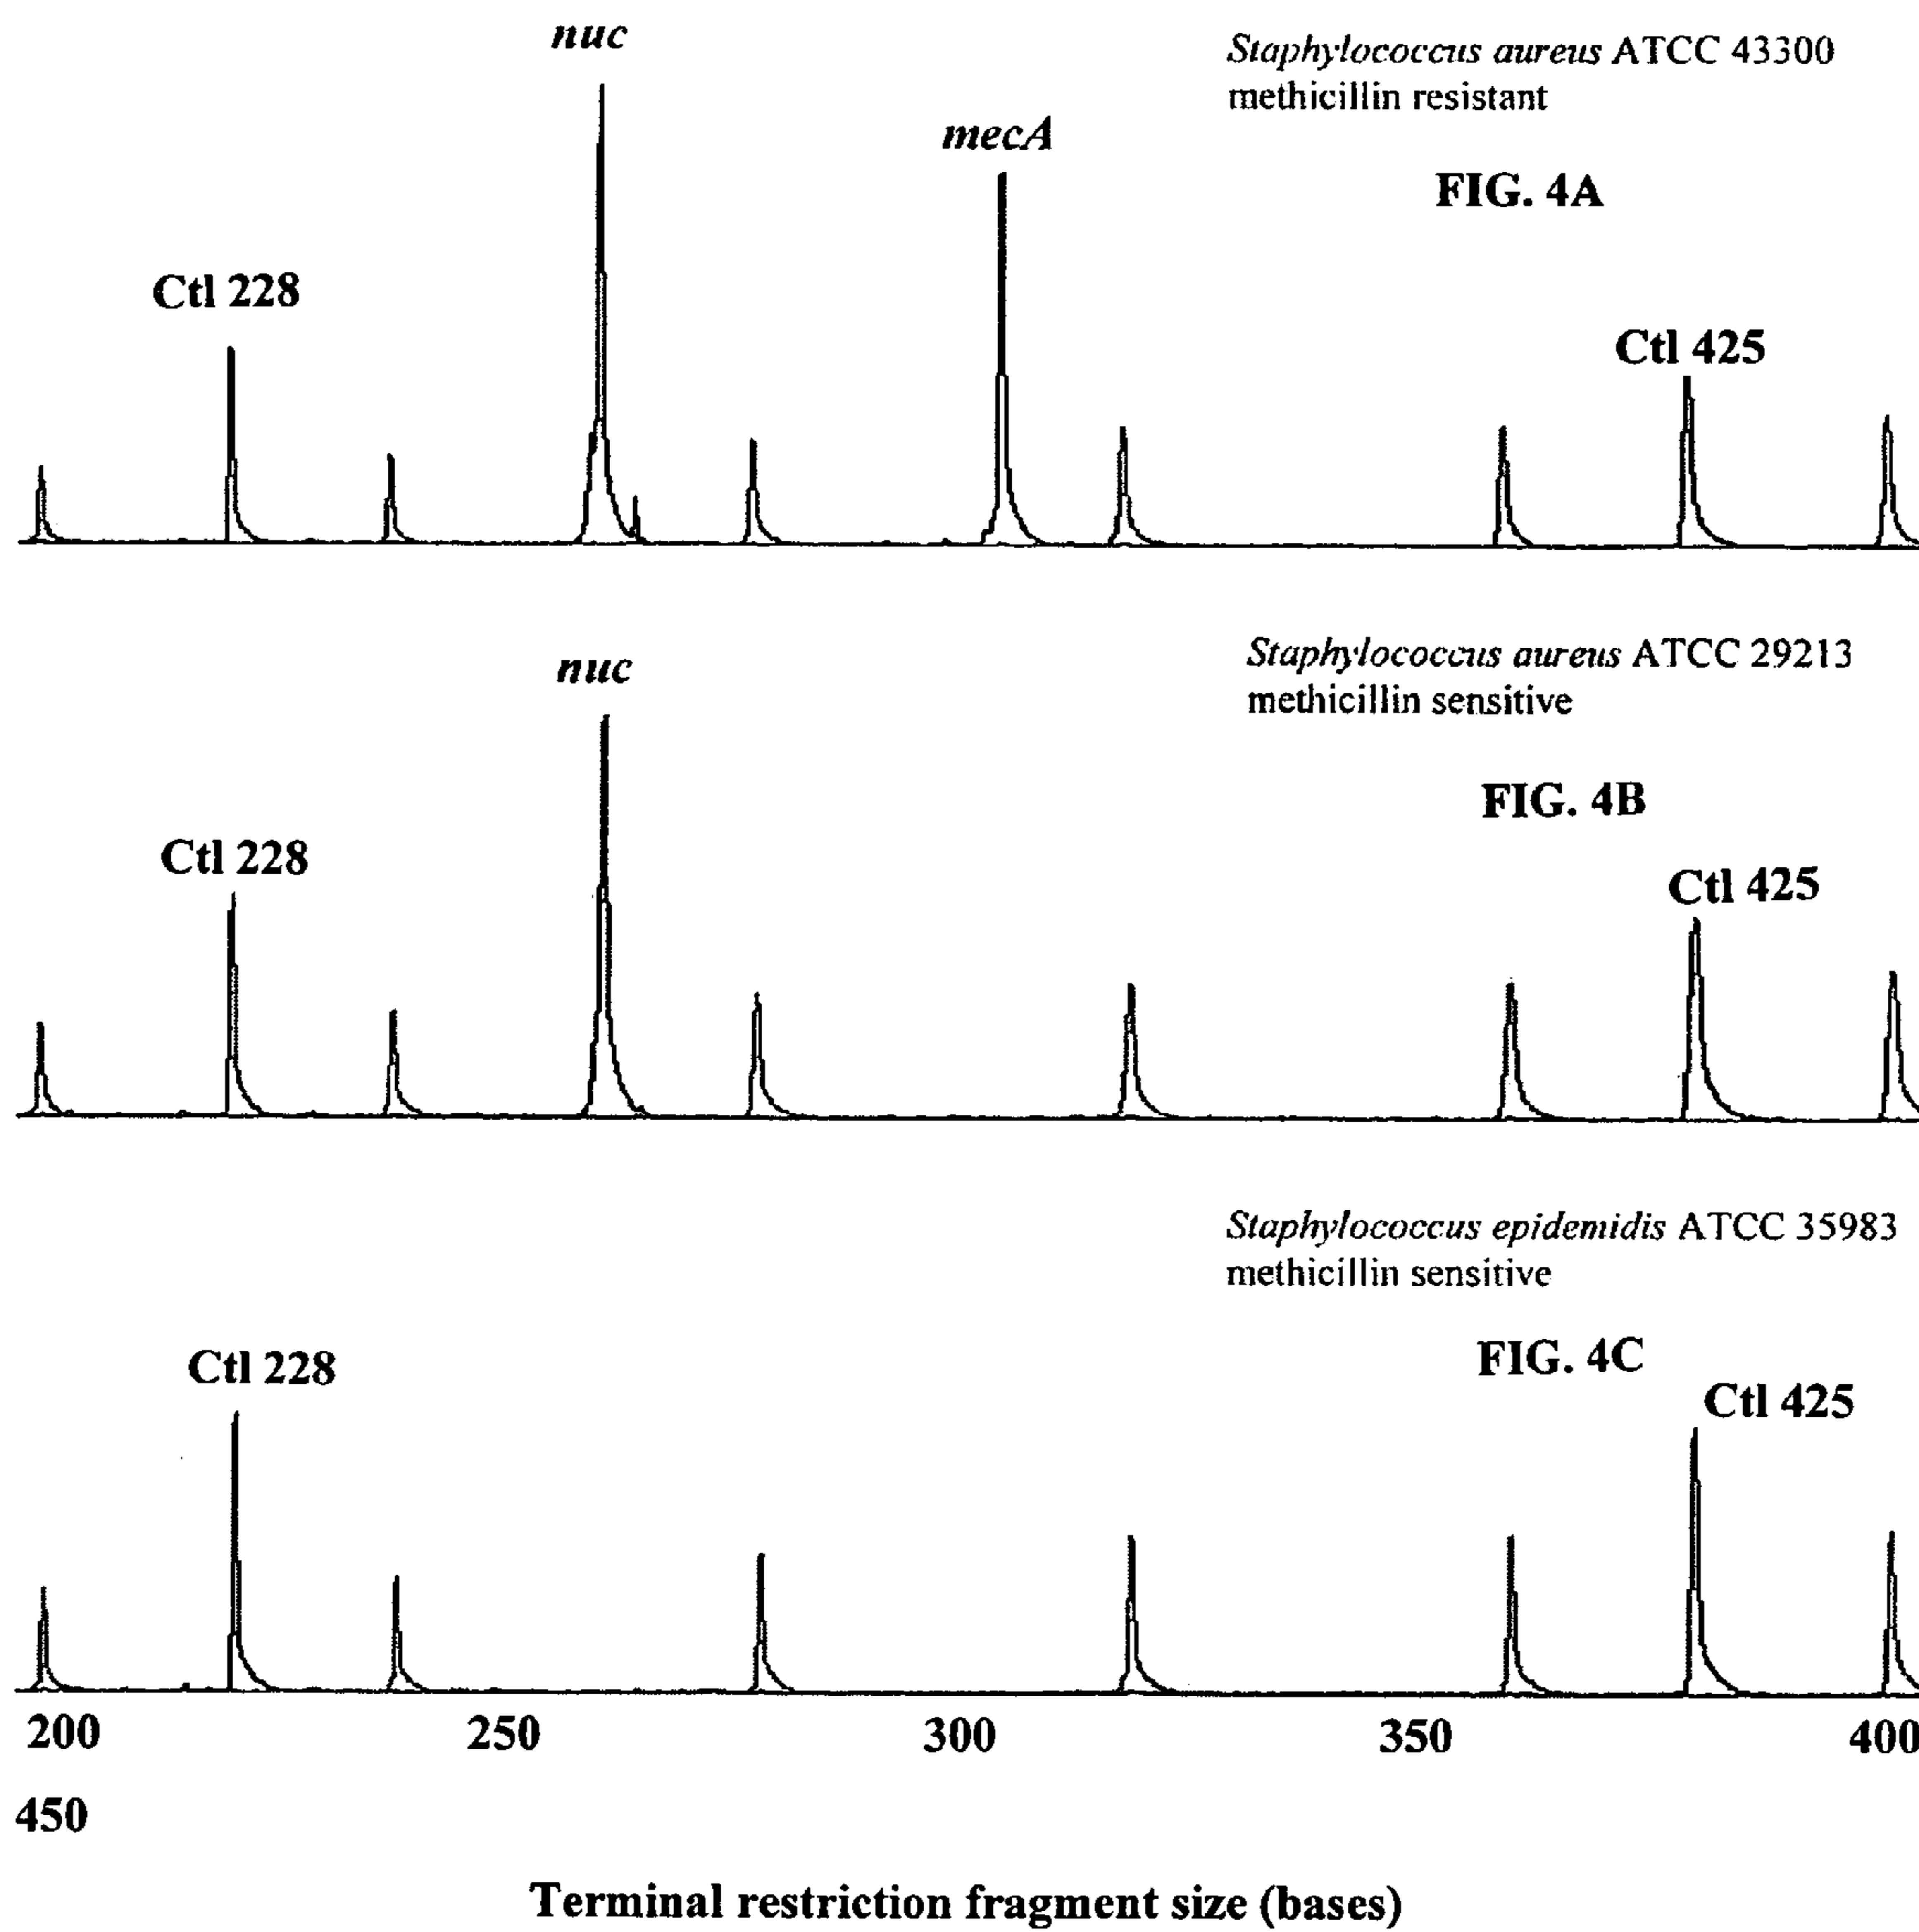 nuc
Staphylococcus aureus ATCC 43300
methicillin resistant
mecA
FIG. 4A
Ctl 228
Ctl 425
Staphylococcus aureus ATCC 29213
methicillin sensitive
nuc
FIG. 4B
Ctl 228
Ctl 425
Staphylococcus epidemidis ATCC 35983
methicillin sensitive
FIG. 4C
Ctl 228
Ctl 425
200 250 300 350 400
450
Terminal restriction fragment size (bases)